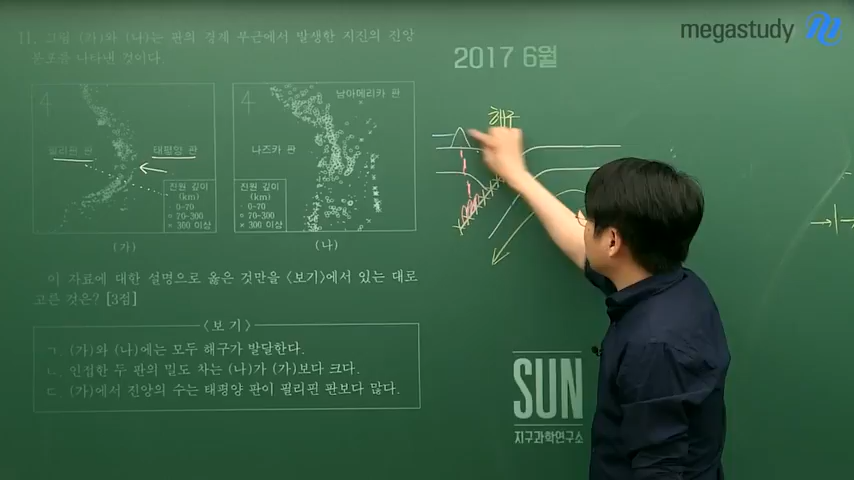 megastudy
11. 그림 (가)와 (나)는 판의 경계 부근에서 발생한 지진의 진앙
분포를 나타낸 것이다.
2017 6월
4
필리핀 판
태평양 판
진원 깊이
(km)
0-70
70-300
× 300 이상
(가)
4
남아메리카 판
나즈카 판
진원 깊이
(km)
0-70
70-300
× 300 이상
(나)
해구
이 자료에 대한 설명으로 옳은 것만을 〈보기〉에서 있는 대로
고른 것은? [3점]
〈보 기〉
ㄱ. (가)와 (나)에는 모두 해구가 발달한다.
ㄴ. 인접한 두 판의 밀도 차는 (나)가 (가)보다 크다.
ㄷ. (가)에서 진앙의 수는 태평양 판이 필리핀 판보다 많다.
SUN
지구과학연구소